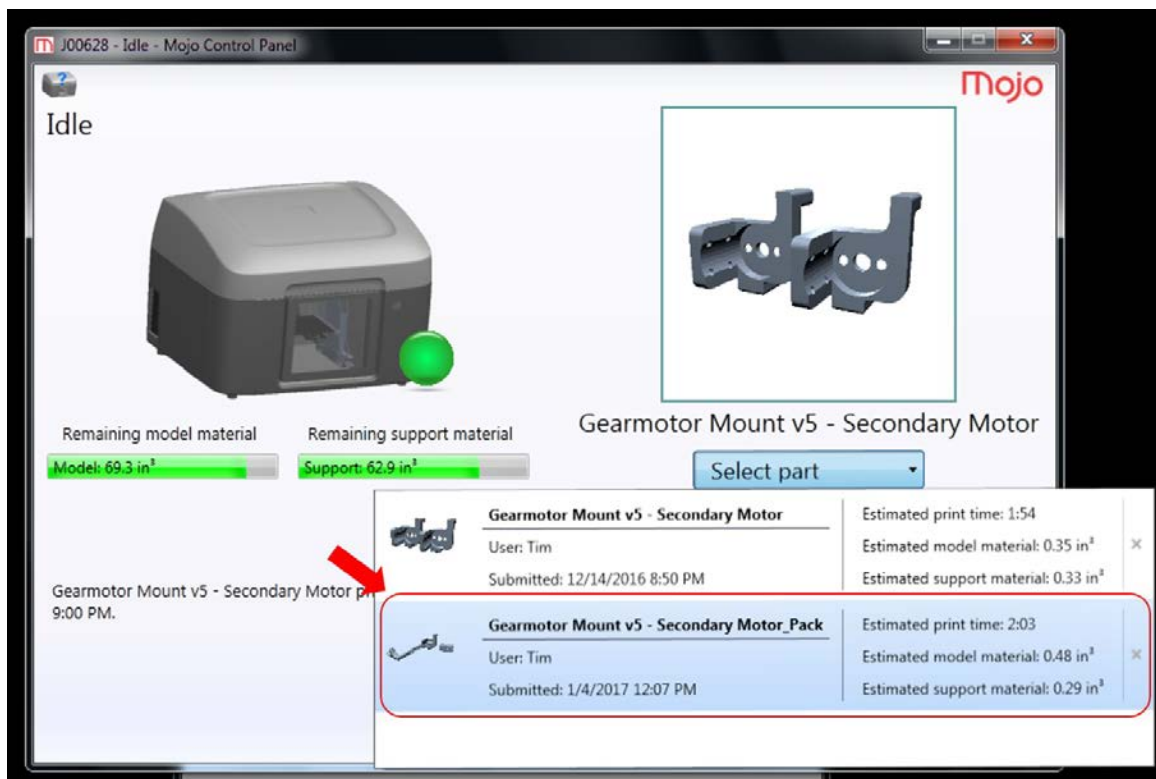 J00628 - Idle - Mojo Control Panel
Mojo
Idle
Remaining model material
Remaining support material
Model: 69.3 in³
Support: 62.9 in³
Gearmotor Mount v5 - Secondary Motor
Select part
Gearmotor Mount v5 - Secondary Motor
User: Tim
Submitted: 12/14/2016 8:50 PM
Estimated print time: 1:54
Estimated model material: 0.35 in³
Estimated support material: 0.33 in³
Gearmotor Mount v5 - Secondary Motor_Pack
User: Tim
Submitted: 1/4/2017 12:07 PM
Estimated print time: 2:03
Estimated model material: 0.48 in³
Estimated support material: 0.29 in³
Gearmotor Mount v5 - Secondary Motor
9:00 PM.